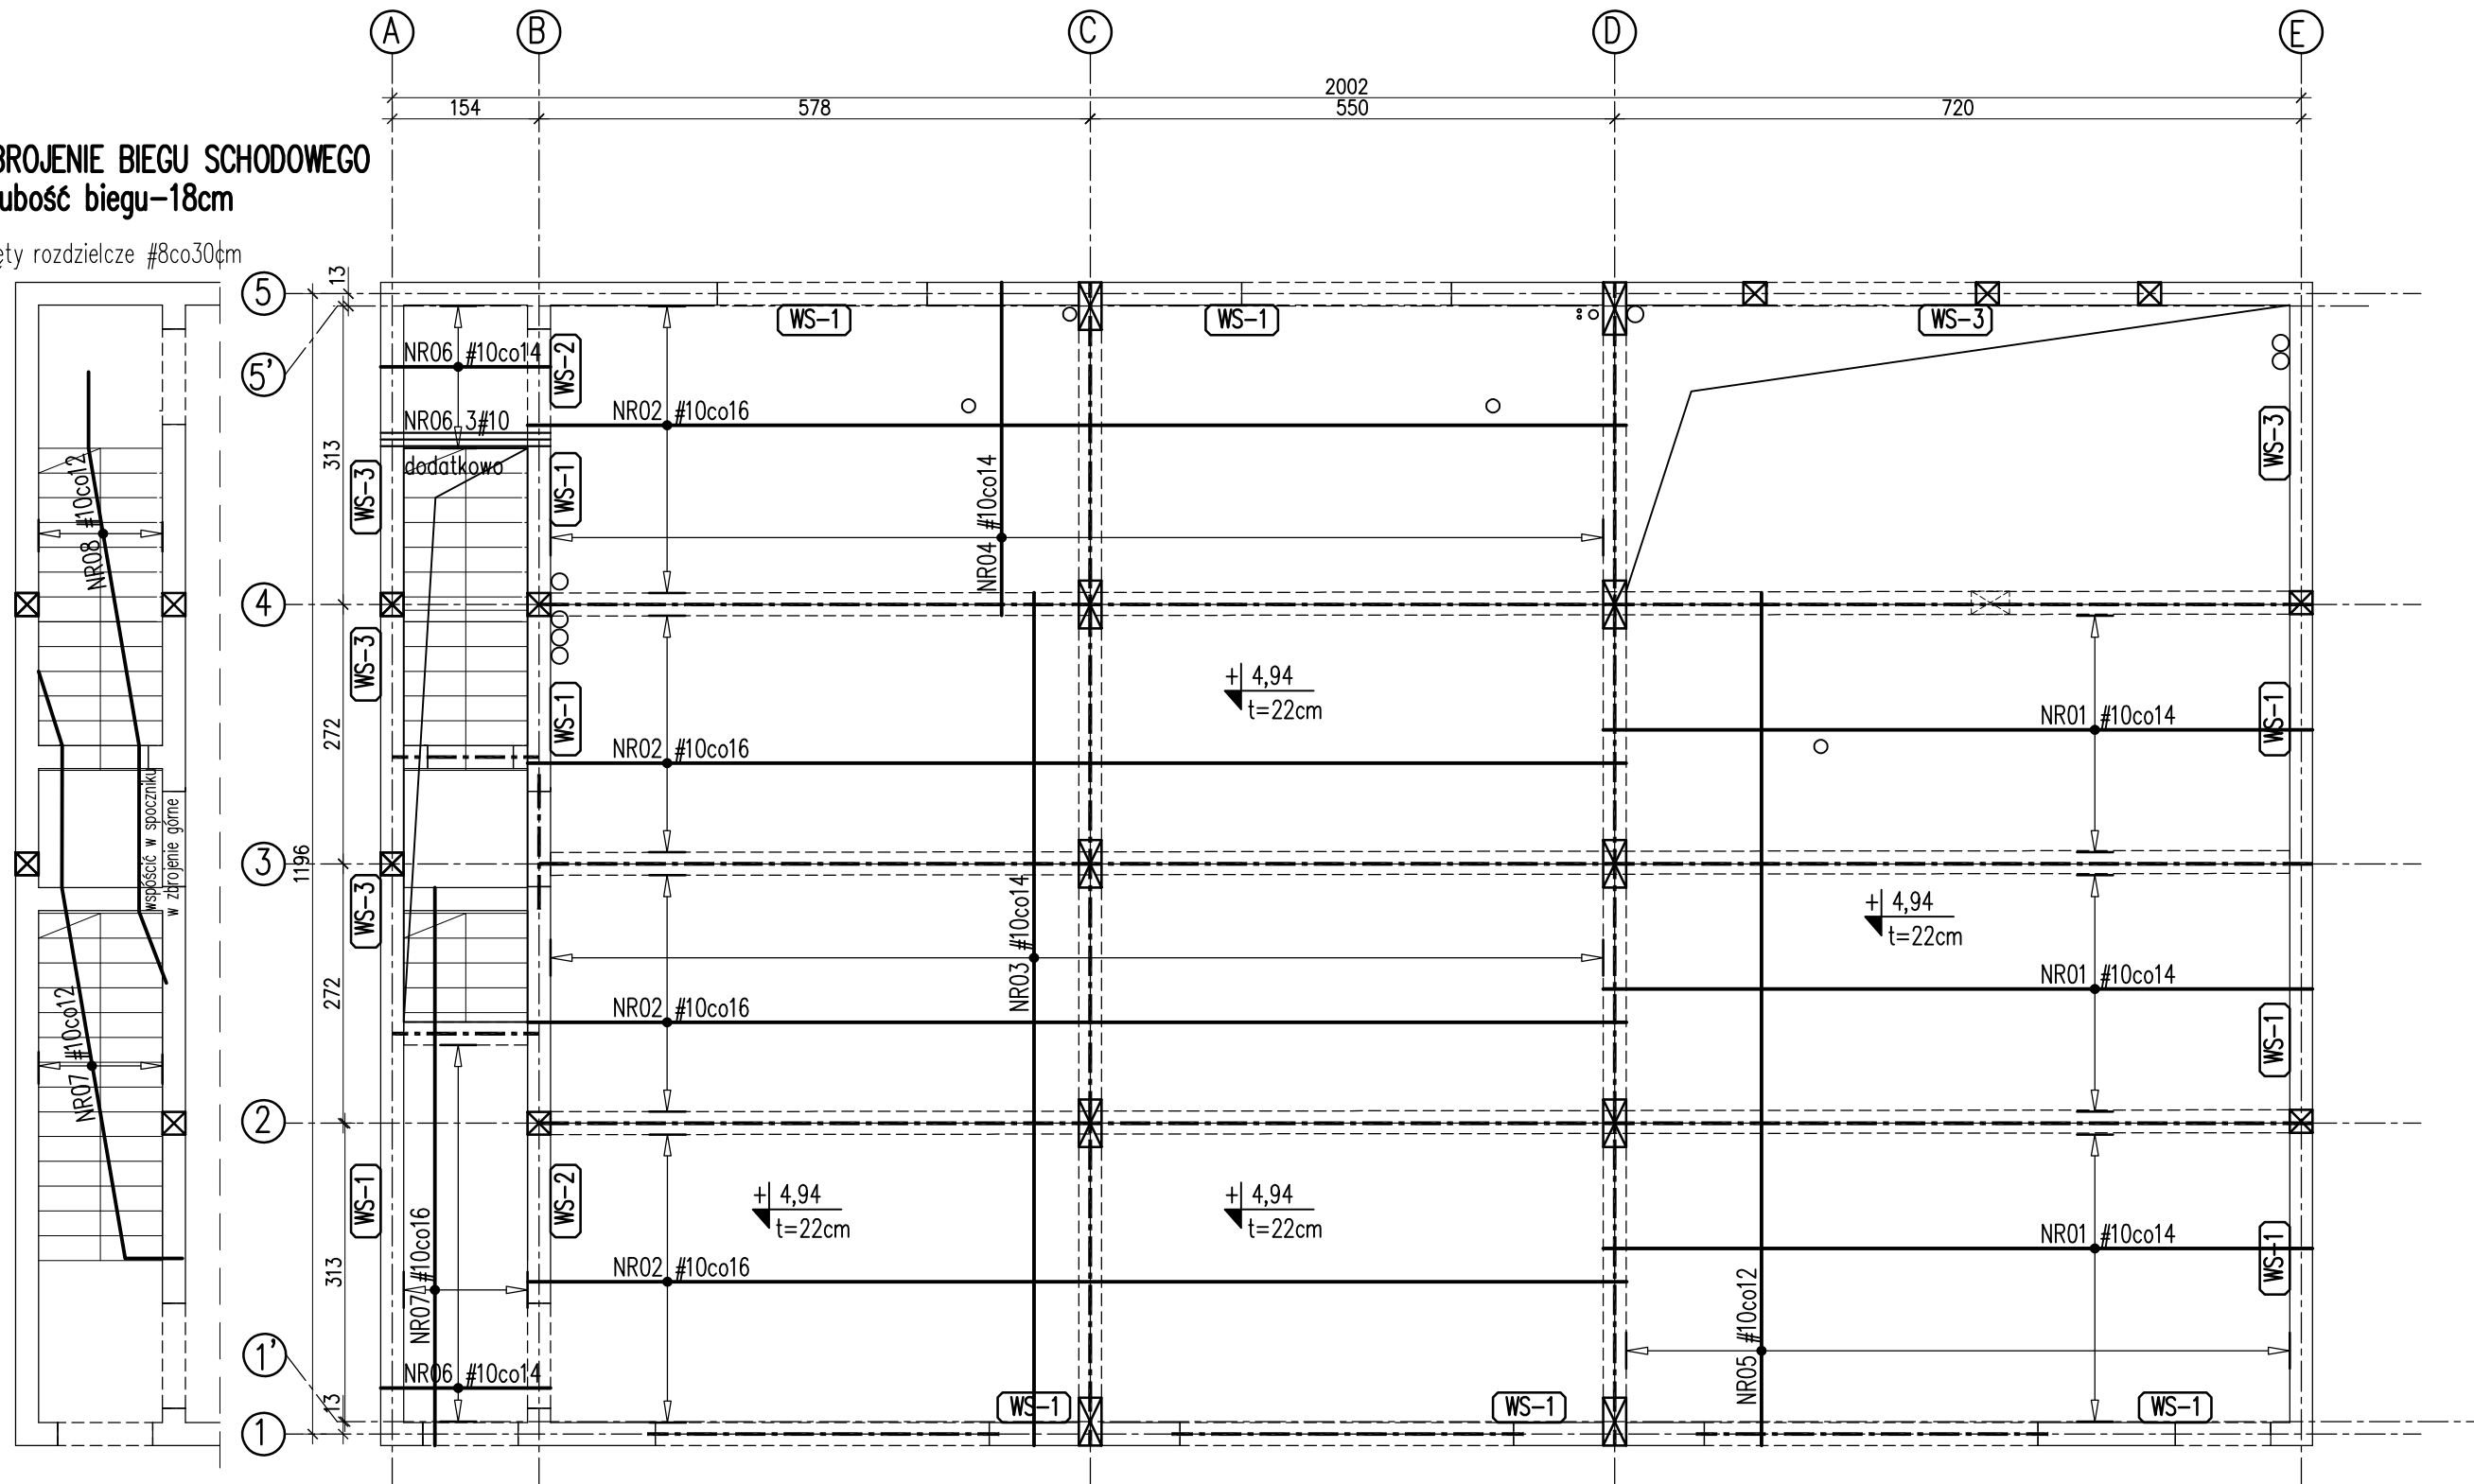 A
B
C
D
E
2002
154
578
550
720
BROJENIE BIEGU SCHODOWEGO
ubość biegu-18cm
ęty rozdzielcze #8co30cm
5
13
5'
WS-1
WS-1
WS-3
NR06 #10co14
WS-2
NR06 3#10
NR02 #10co16
dodatkowo
313
WS-3
WS-1
WS-3
NR08 #10co12
NR04 #10co14
4
WS-3
WS-1
272
+ 4,94
t=22cm
WS-1
NR01 #10co14
NR02 #10co16
wspóścić w spoczniku
w zbrojenie górne
3
1196
WS-3
NR03 #10co14
+ 4,94
t=22cm
272
NR01 #10co14
NR02 #10co16
WS-1
NR07 #10co12
2
WS-1
WS-2
+ 4,94
t=22cm
+ 4,94
t=22cm
NR01 #10co14
WS-1
313
NR07 #10co16
NR02 #10co16
NR05 #10co12
1'
NR06 #10co14
13
WS-1
WS-1
WS-1
1